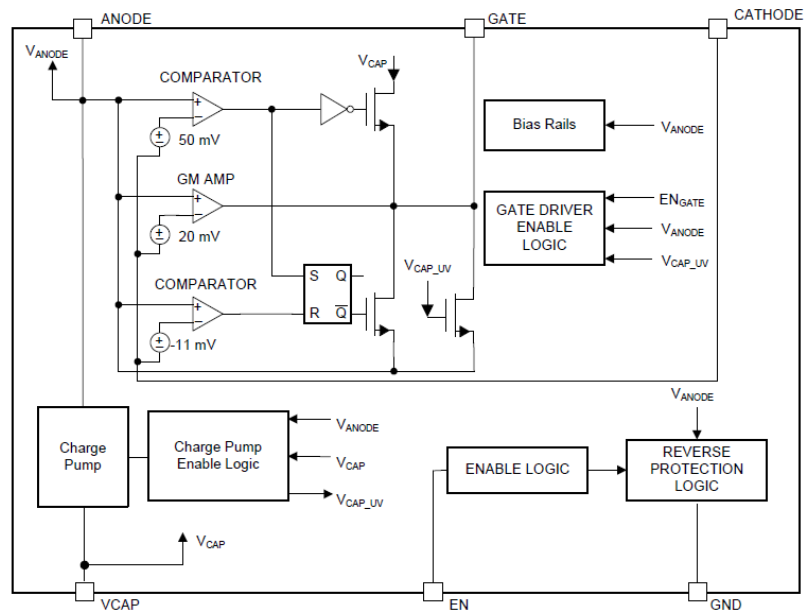 ANODE
GATE
CATHODE
VANODE
VCAP
COMPARATOR
+
−
±
50 mV
Bias Rails
VANODE
GM AMP
+
−
±
20 mV
GATE DRIVER
ENABLE
LOGIC
ENGATE
VANODE
VCAP_UV
S Q
R Q̅
VCAP_UV
COMPARATOR
+
−
±
-11 mV
VANODE
Charge
Pump
Charge Pump
Enable Logic
VANODE
VCAP
VCAP_UV
ENABLE LOGIC
REVERSE
PROTECTION
LOGIC
VCAP
VCAP
EN
GND